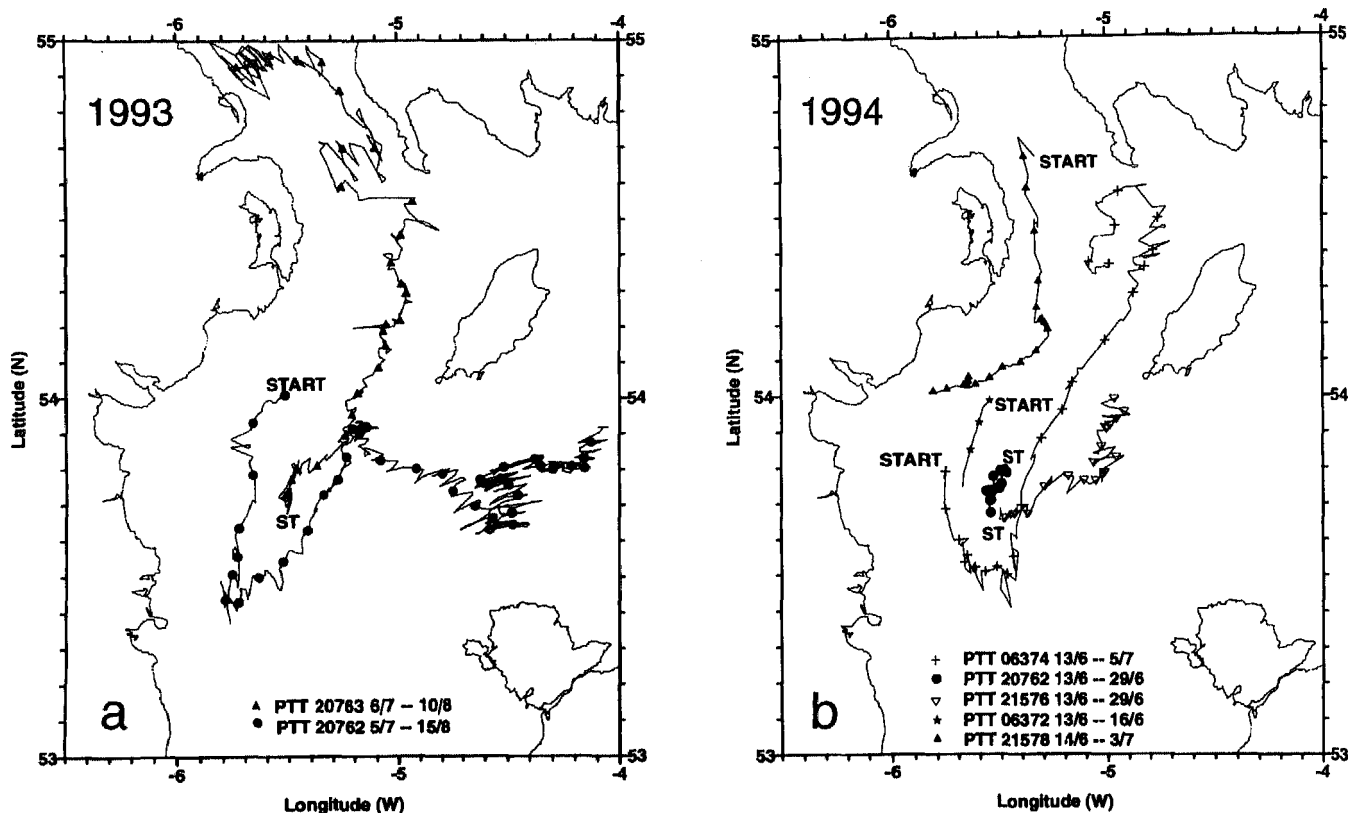 -6 -5 -4
55
1993
START
Latitude (N)
54
ST
a
PTT 20763 6/7 -- 10/8
PTT 20762 5/7 -- 15/8
53
-6 -5 -4
Longitude (W)
-6 -5 -4
55 55
1994
START
START
START
Latitude (N)
54 54
ST
ST
b
PTT 06374 13/6 -- 5/7
PTT 20762 13/6 -- 29/6
PTT 21576 13/6 -- 29/6
PTT 06372 13/6 -- 16/6
PTT 21578 14/6 -- 3/7
53 53
-6 -5 -4
Longitude (W)